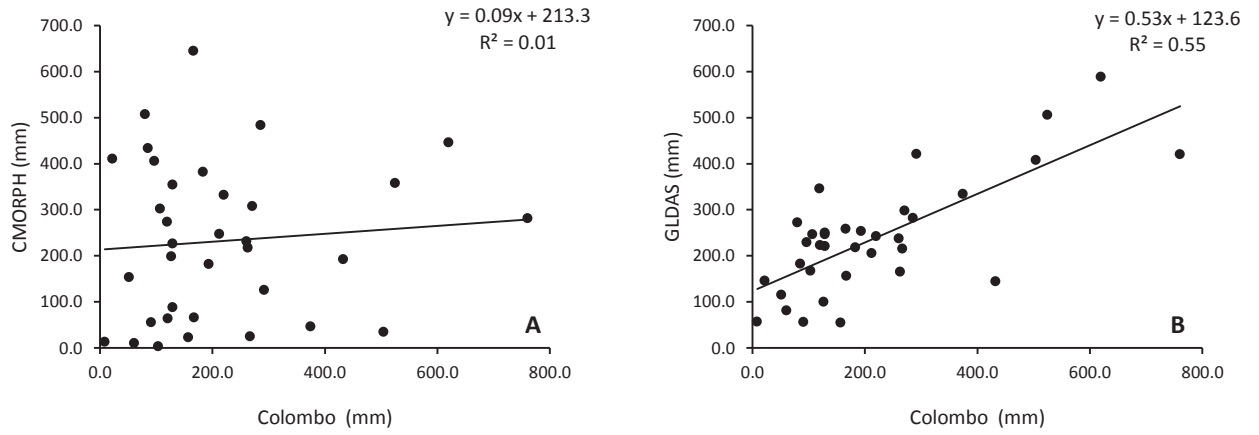 y = 0.09x + 213.3
R² = 0.01
700.0
600.0
500.0
400.0
300.0
200.0
100.0
0.0
CMORPH (mm)
A
0.0 200.0 400.0 600.0 800.0
Colombo (mm)
y = 0.53x + 123.6
R² = 0.55
700.0
600.0
500.0
400.0
300.0
200.0
100.0
0.0
GLDAS (mm)
B
0.0 200.0 400.0 600.0 800.0
Colombo (mm)